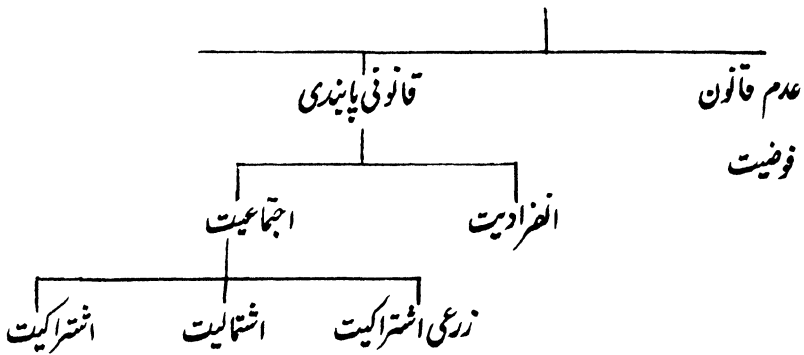 عدم قانون
قانونی پابندی
فوضیت
انفرادیت
اجتماعیت
زرعی اشتراکیت
اشتمالیت
اشتراکیت